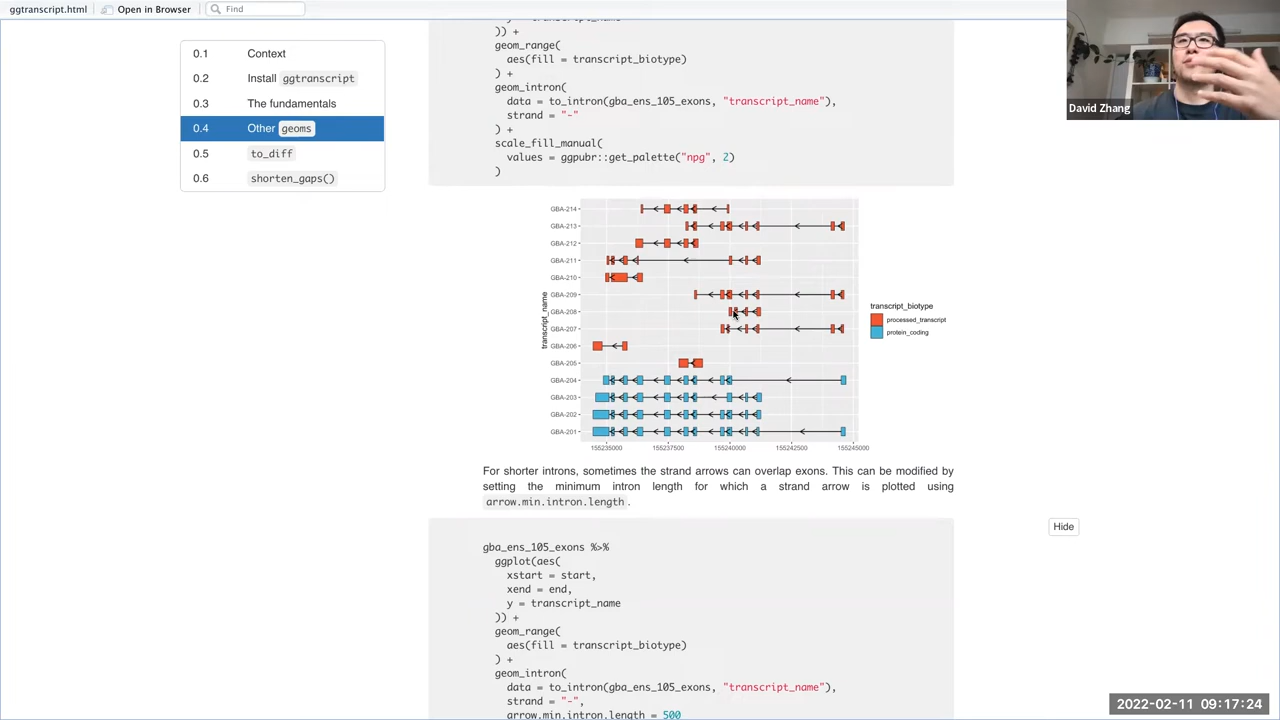 ggtranscript.html
Open in Browser
Find
0.1 Context
0.2 Install ggtranscript
0.3 The fundamentals
0.4 Other geoms
0.5 to_diff
0.6 shorten_gaps()
David Zhang
y = transcript_name
)) +
geom_range(
aes(fill = transcript_biotype)
) +
geom_intron(
data = to_intron(gba_ens_105_exons, "transcript_name"),
strand = "-"
) +
scale_fill_manual(
values = ggpubr::get_palette("npg", 2)
)
transcript_name
GBA-214
GBA-213
GBA-212
GBA-211
GBA-210
GBA-209
GBA-208
GBA-207
GBA-206
GBA-205
GBA-204
GBA-203
GBA-202
GBA-201
155235000 155237500 155240000 155242500 155245000
transcript_biotype
processed_transcript
protein_coding
For shorter introns, sometimes the strand arrows can overlap exons. This can be modified by
setting the minimum intron length for which a strand arrow is plotted using
arrow.min.intron.length .
Hide
gba_ens_105_exons %>%
ggplot(aes(
xstart = start,
xend = end,
y = transcript_name
)) +
geom_range(
aes(fill = transcript_biotype)
) +
geom_intron(
data = to_intron(gba_ens_105_exons, "transcript_name"),
strand = "-",
arrow.min.intron.length = 500
2022-02-11 09:17:24